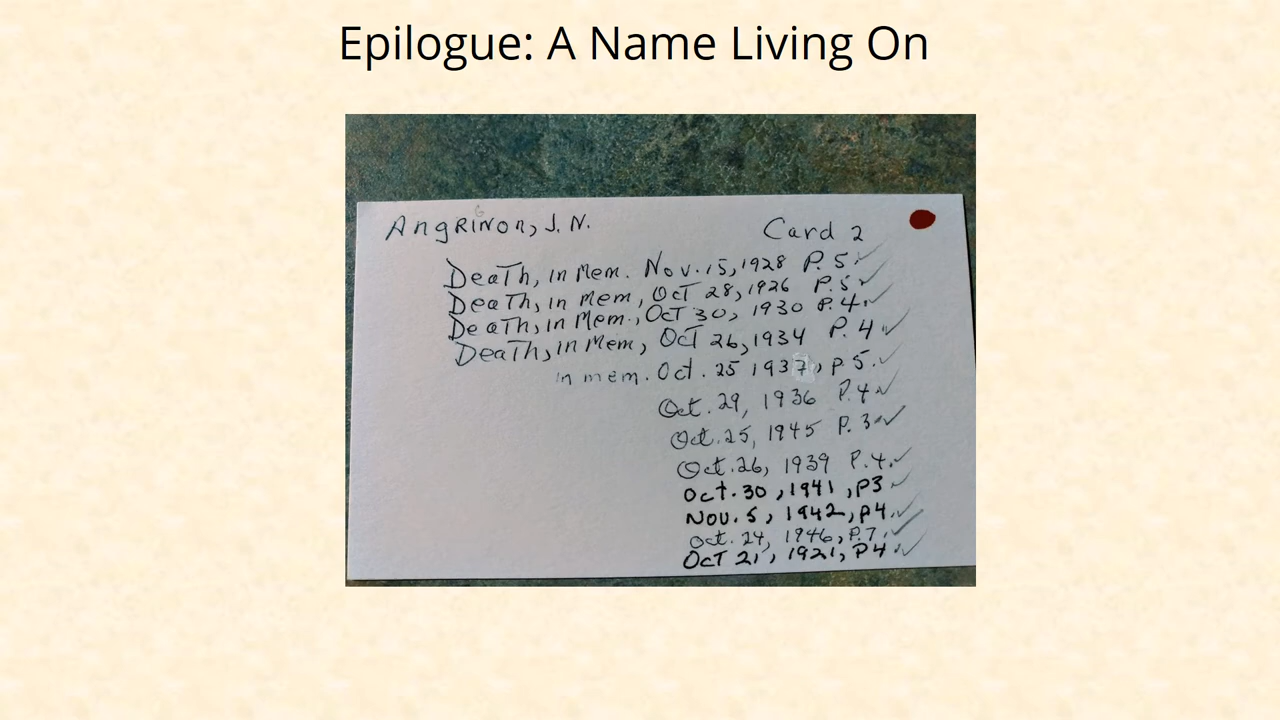 Epilogue: A Name Living On
G
AngRINon, J. N. Card 2
Death, in Mem. Nov. 15, 1928 P. 5.
Death, in Mem, Oct 28, 1926 P. 5
Death, in Mem., Oct 30, 1930 P. 4.
Death, in Mem, Oct 26, 1934 P. 4
in mem. Oct. 25 1937, p 5.
Oct. 29, 1936 P. 4
Oct. 25, 1945 P. 3
Oct. 26, 1939 P. 4.
Oct. 30, 1941, P3
Nov. 5, 1942, P4.
Oct. 24, 1946, P. 7.
Oct 21, 1921, P4